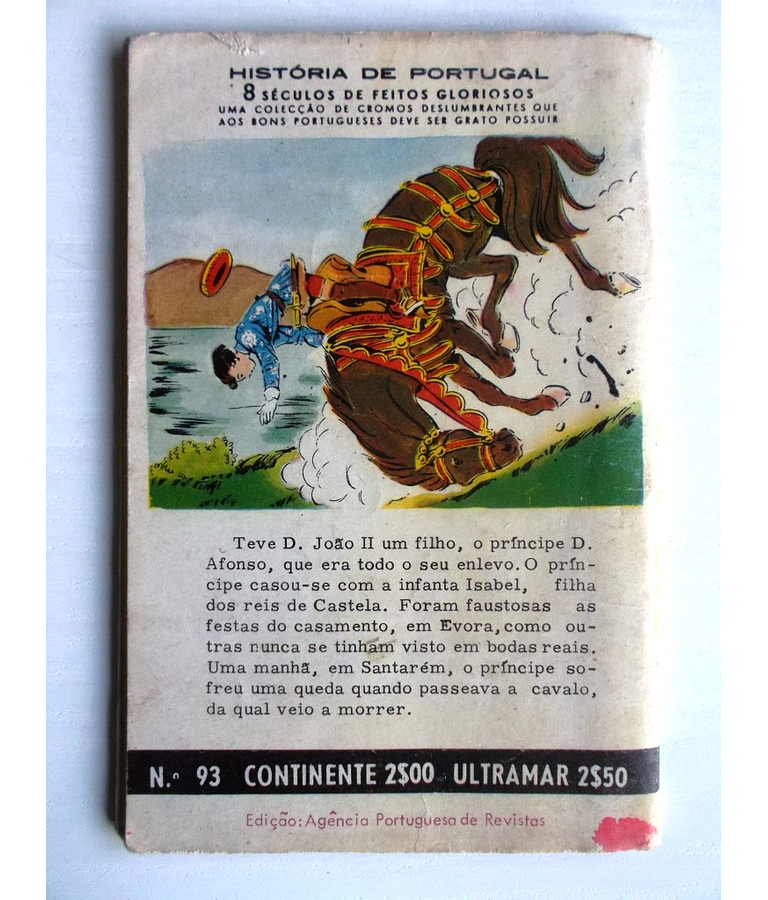 HISTÓRIA DE PORTUGAL
8 SÉCULOS DE FEITOS GLORIOSOS
UMA COLECÇÃO DE CROMOS DESLUMBRANTES QUE
AOS BONS PORTUGUESES DEVE SER GRATO POSSUIR
Teve D. João II um filho, o príncipe D.
Afonso, que era todo o seu enlevo. O prín-
cipe casou-se com a infanta Isabel, filha
dos reis de Castela. Foram faustosas as
festas do casamento, em Evora, como ou-
tras nunca se tinham visto em bodas reais.
Uma manhã, em Santarém, o príncipe so-
freu uma queda quando passeava a cavalo,
da qual veio a morrer.
N.º 93 CONTINENTE 2$00 ULTRAMAR 2$50
Edição: Agência Portuguesa de Revistas